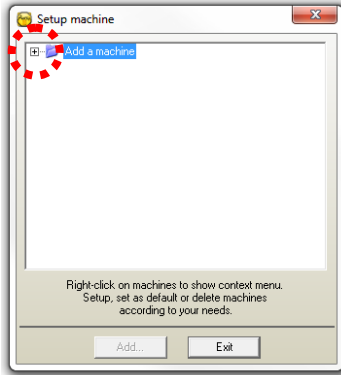 Setup machine
Add a machine
Right-click on machines to show context menu.
Setup, set as default or delete machines
according to your needs.
Add...
Exit